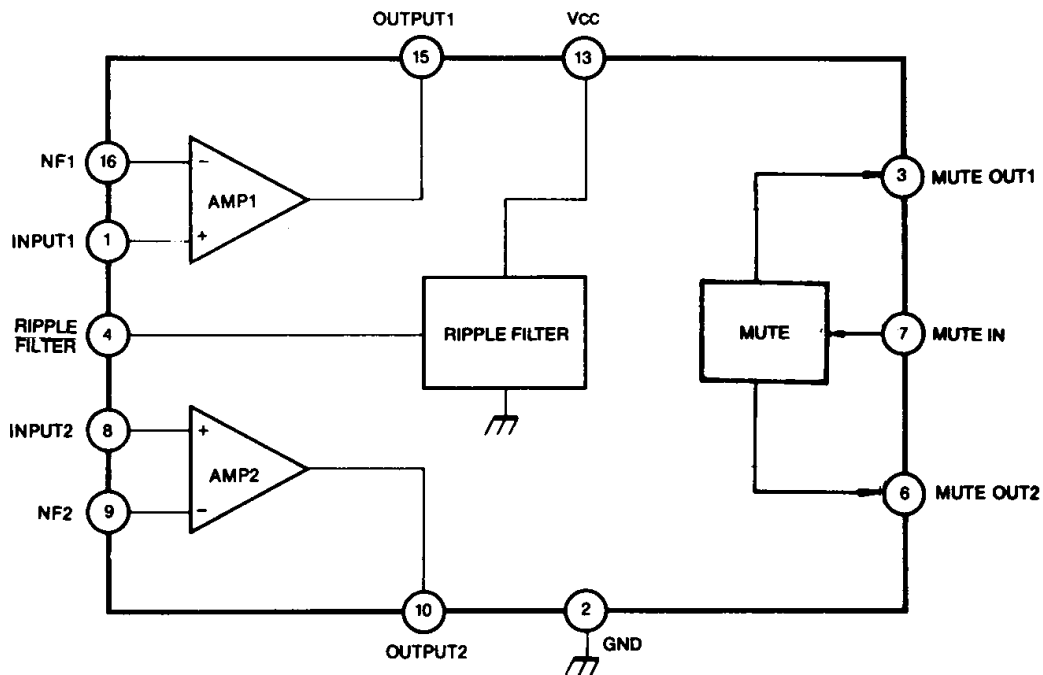 OUTPUT1
VCC
15
13
NF1
16
−
AMP1
INPUT1
1
+
3
MUTE OUT1
RIPPLE
FILTER
4
RIPPLE FILTER
MUTE
7
MUTE IN
INPUT2
8
+
AMP2
NF2
9
−
6
MUTE OUT2
10
2
OUTPUT2
GND